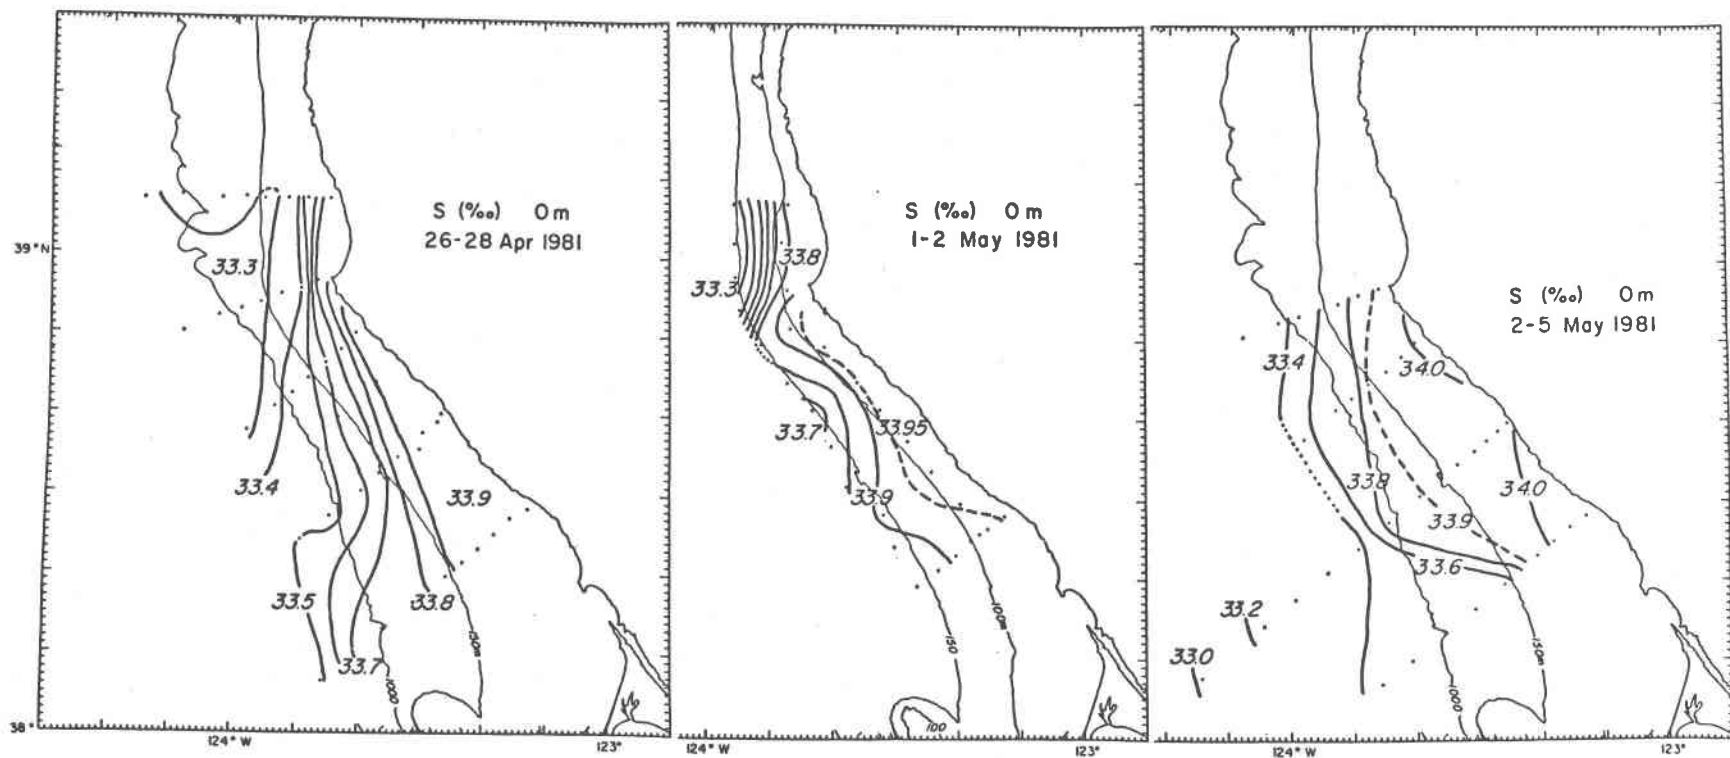 S (‰) 0 m
26-28 Apr 1981
39° N
33.3
33.4
33.9
33.5
33.8
33.7
1000
150m
38°
124° W
123°
S (‰) 0 m
1-2 May 1981
33.8
33.3
33.7
33.95
33.9
150
100m
100
124° W
123°
S (‰) 0 m
2-5 May 1981
33.4
34.0
33.8
34.0
33.9
33.6
33.2
33.0
1000
150m
124° W
123°